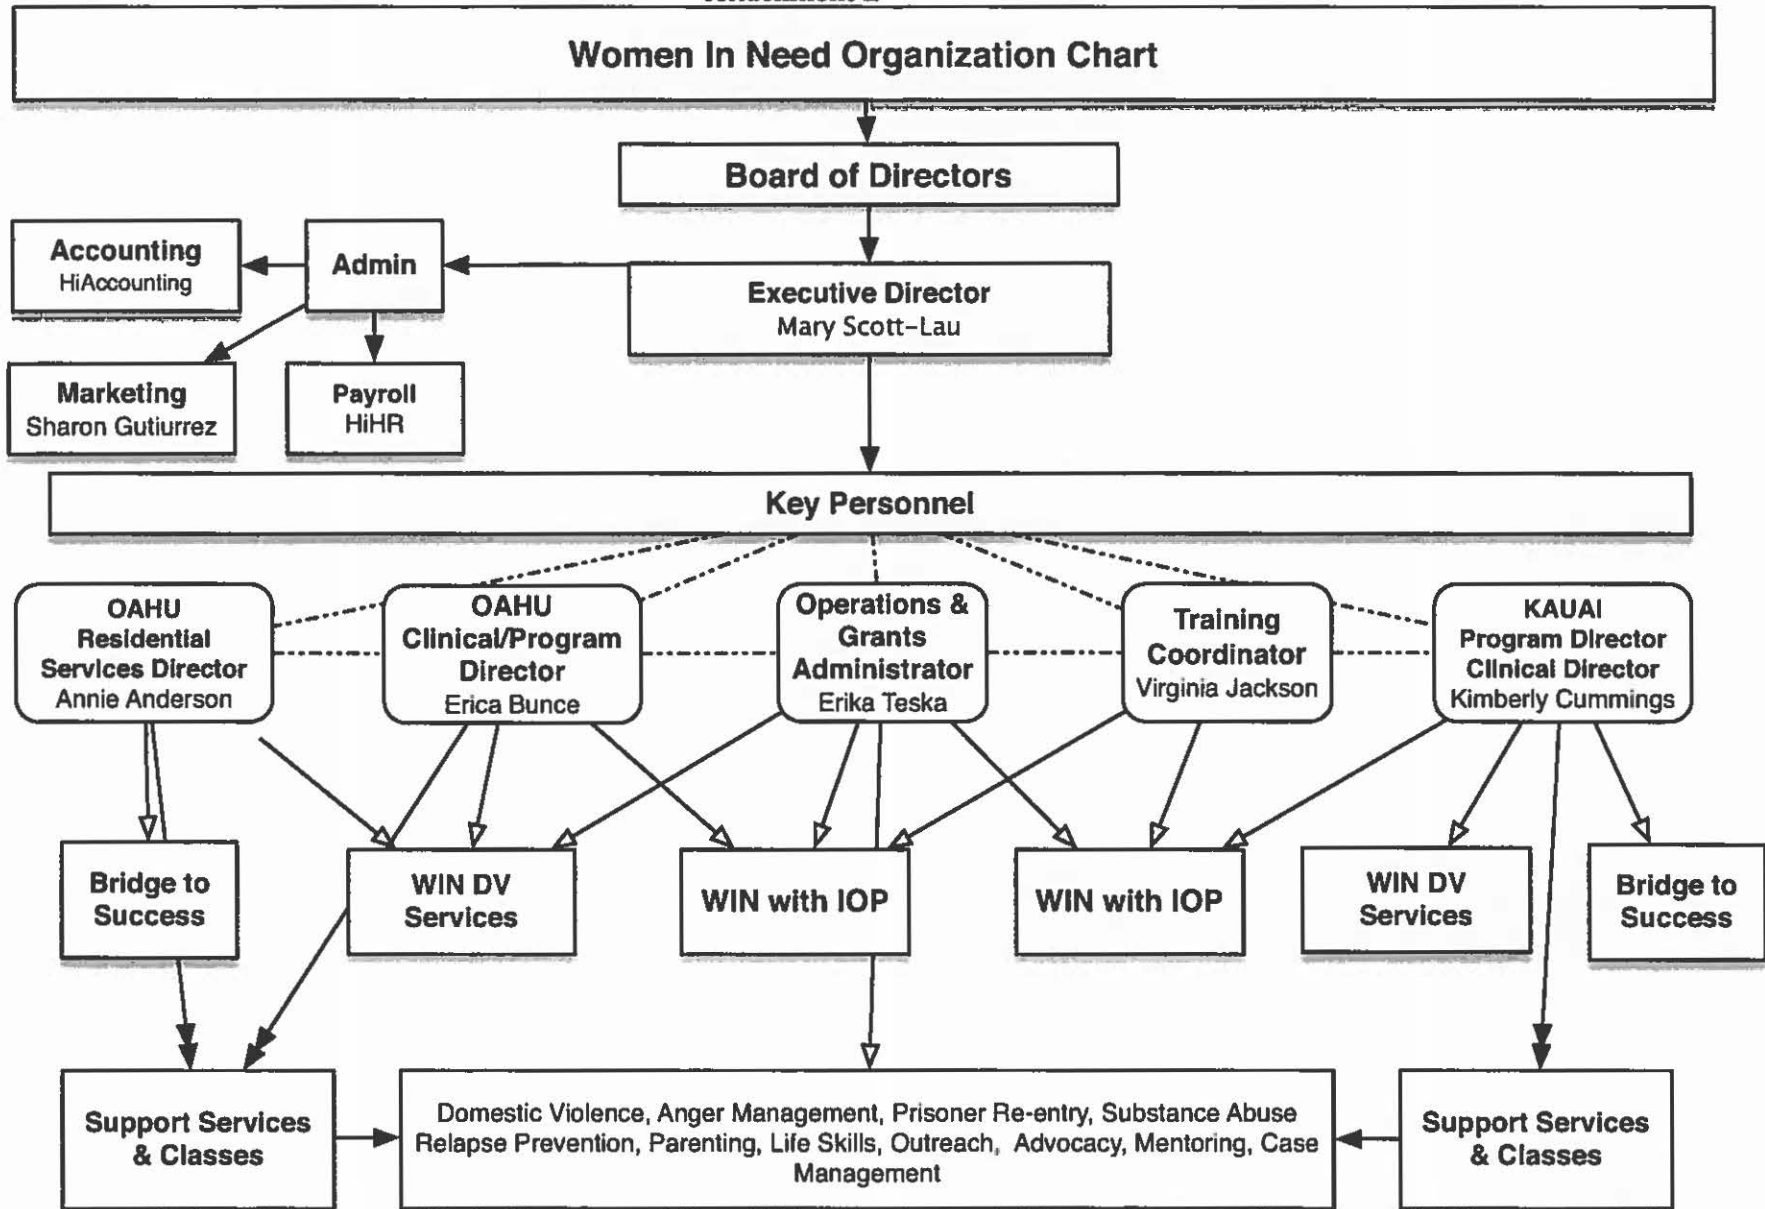 Women In Need Organization Chart
Board of Directors
Accounting
HiAccounting
Admin
Executive Director
Mary Scott-Lau
Marketing
Sharon Gutiurrez
Payroll
HiHR
Key Personnel
OAHU
Residential
Services Director
Annie Anderson
OAHU
Clinical/Program
Director
Erica Bunce
Operations &
Grants
Administrator
Erika Teska
Training
Coordinator
Virginia Jackson
KAUAI
Program Director
Clinical Director
Kimberly Cummings
Bridge to
Success
WIN DV
Services
WIN with IOP
WIN with IOP
WIN DV
Services
Bridge to
Success
Support Services
& Classes
Domestic Violence, Anger Management, Prisoner Re-entry, Substance Abuse
Relapse Prevention, Parenting, Life Skills, Outreach, Advocacy, Mentoring, Case
Management
Support Services
& Classes